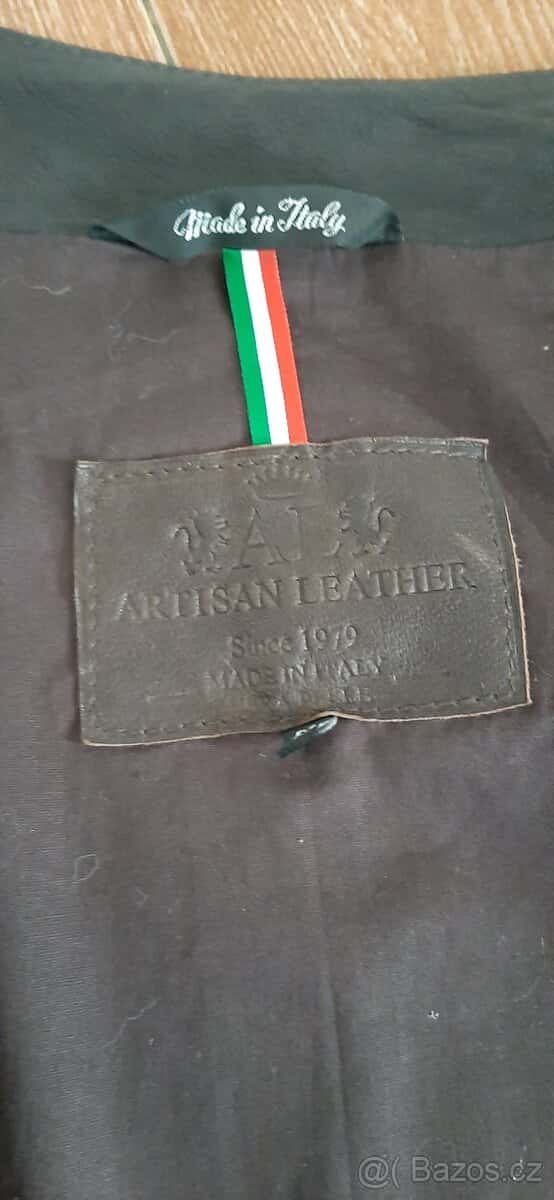 Made in Italy
AL
ARTISAN LEATHER
Since 1979
MADE IN ITALY
@ Bazos.cz